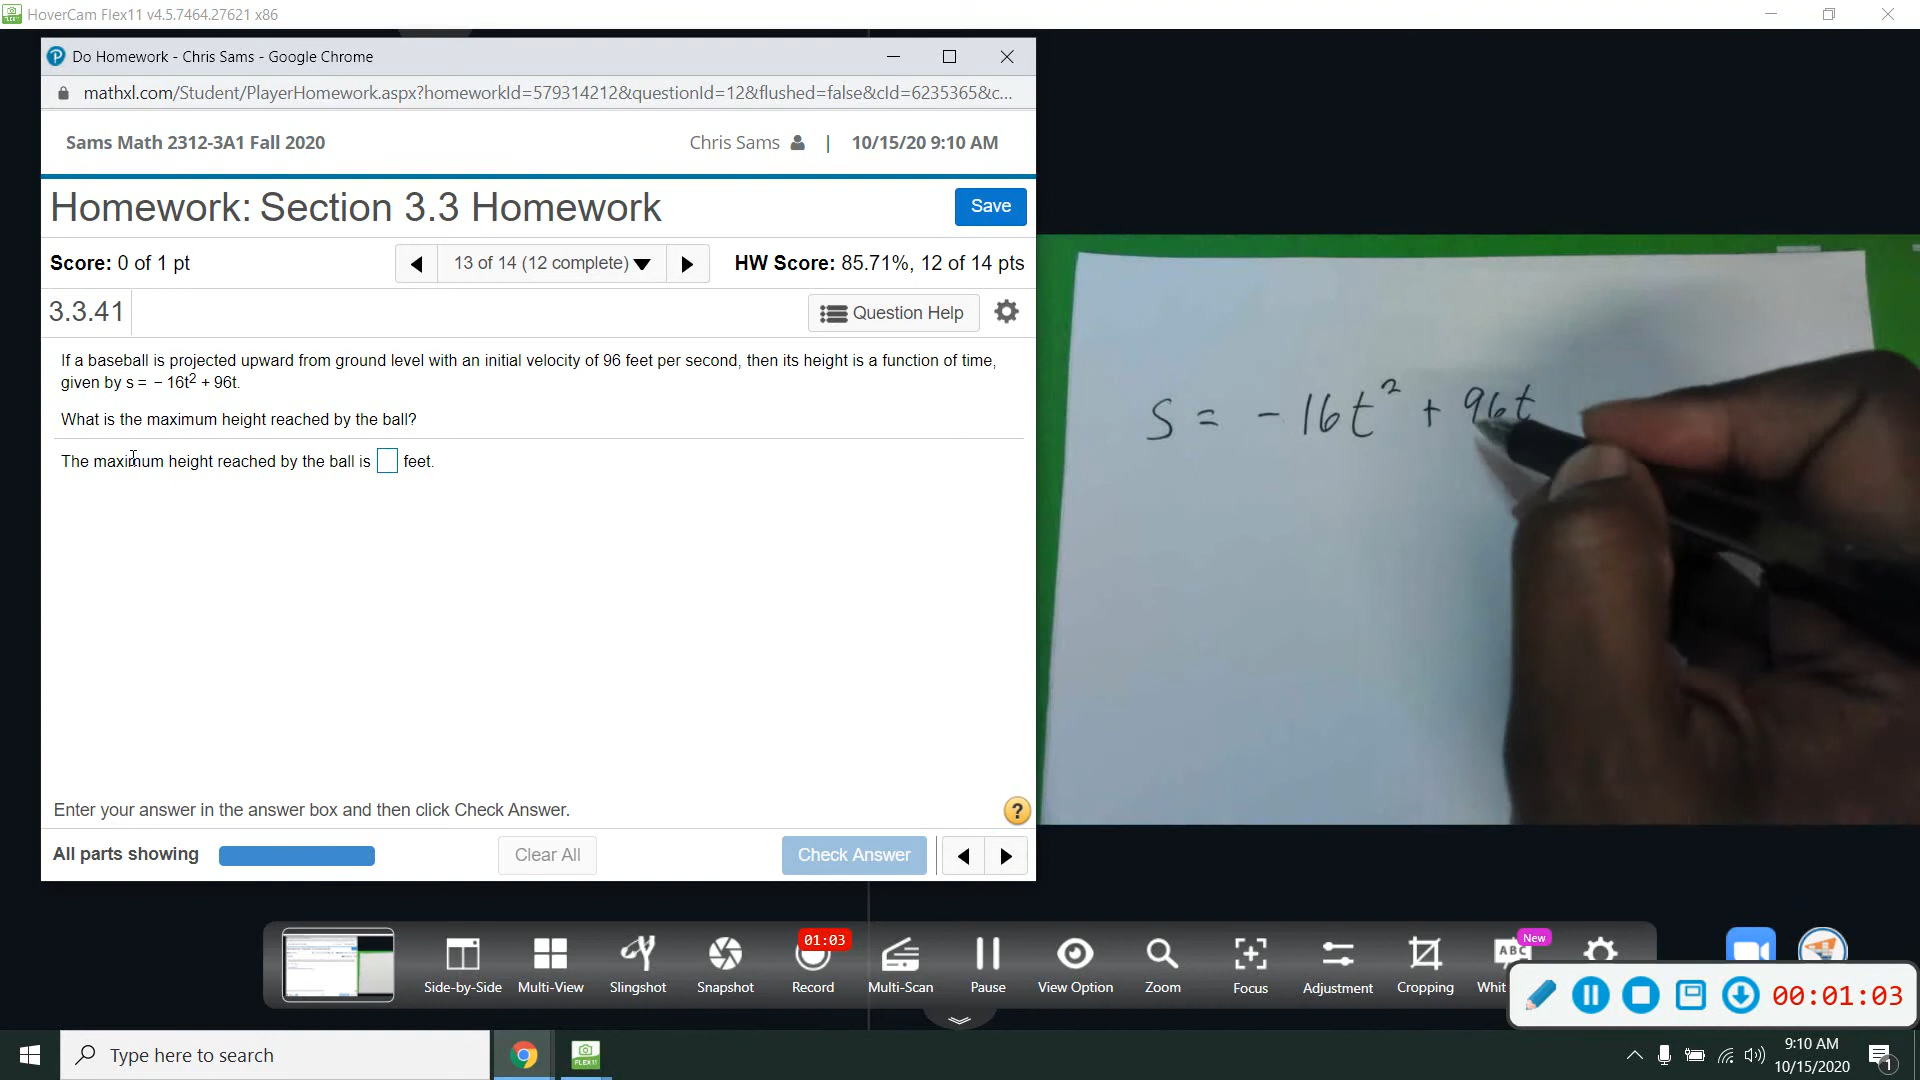 HoverCam Flex11 v4.5.7464.27621 x86
Do Homework - Chris Sams - Google Chrome
mathxl.com/Student/PlayerHomework.aspx?homeworkId=579314212&questionId=12&flushed=false&cId=6235365&c...
Sams Math 2312-3A1 Fall 2020
Chris Sams | 10/15/20 9:10 AM
Homework: Section 3.3 Homework
Save
Score: 0 of 1 pt
13 of 14 (12 complete)
HW Score: 85.71%, 12 of 14 pts
3.3.41
Question Help
If a baseball is projected upward from ground level with an initial velocity of 96 feet per second, then its height is a function of time,
given by s = − 16t² + 96t.
What is the maximum height reached by the ball?
The maximum height reached by the ball is feet.
S = -16t² + 96t
Enter your answer in the answer box and then click Check Answer.
?
All parts showing
Clear All
Check Answer
Side-by-Side
Multi-View
Slingshot
Snapshot
01:03
Record
Multi-Scan
Pause
View Option
Zoom
Focus
Adjustment
Cropping
New
ABC
Whit
00:01:03
Type here to search
FLEX11
9:10 AM
10/15/2020
1